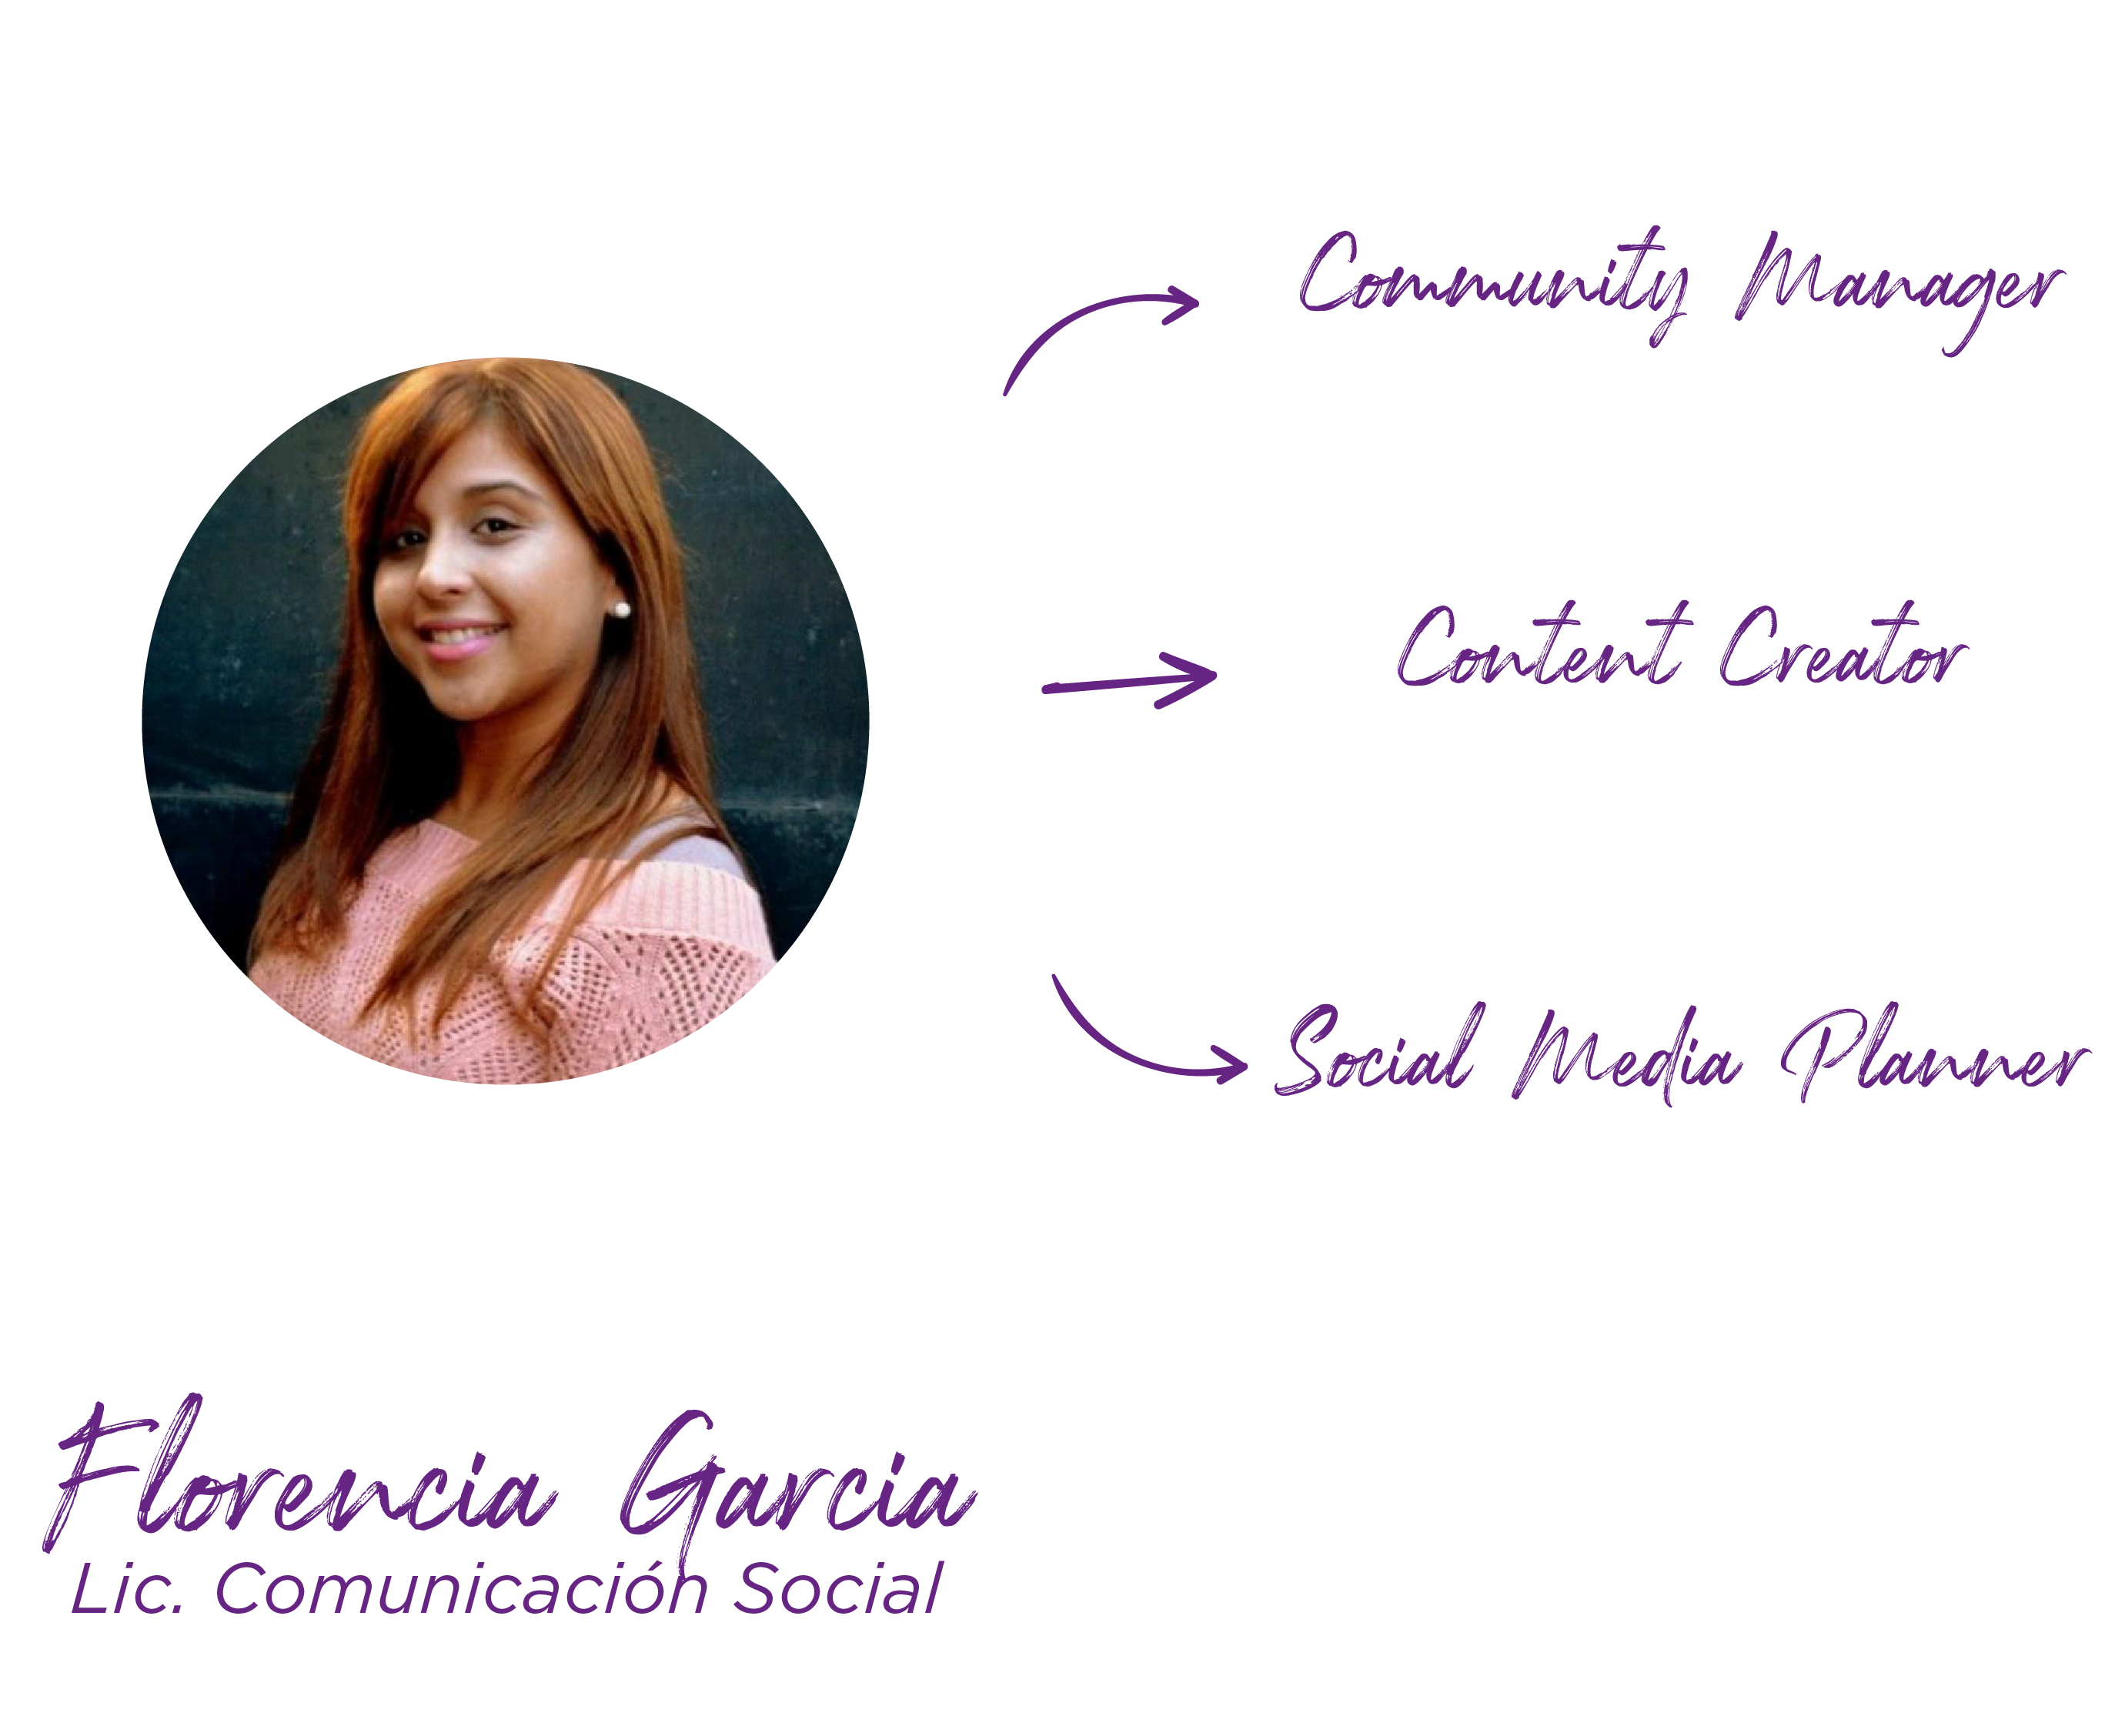 Community Manager
Content Creator
Social Media Planner
Florencia Garcia
Lic. Comunicación Social